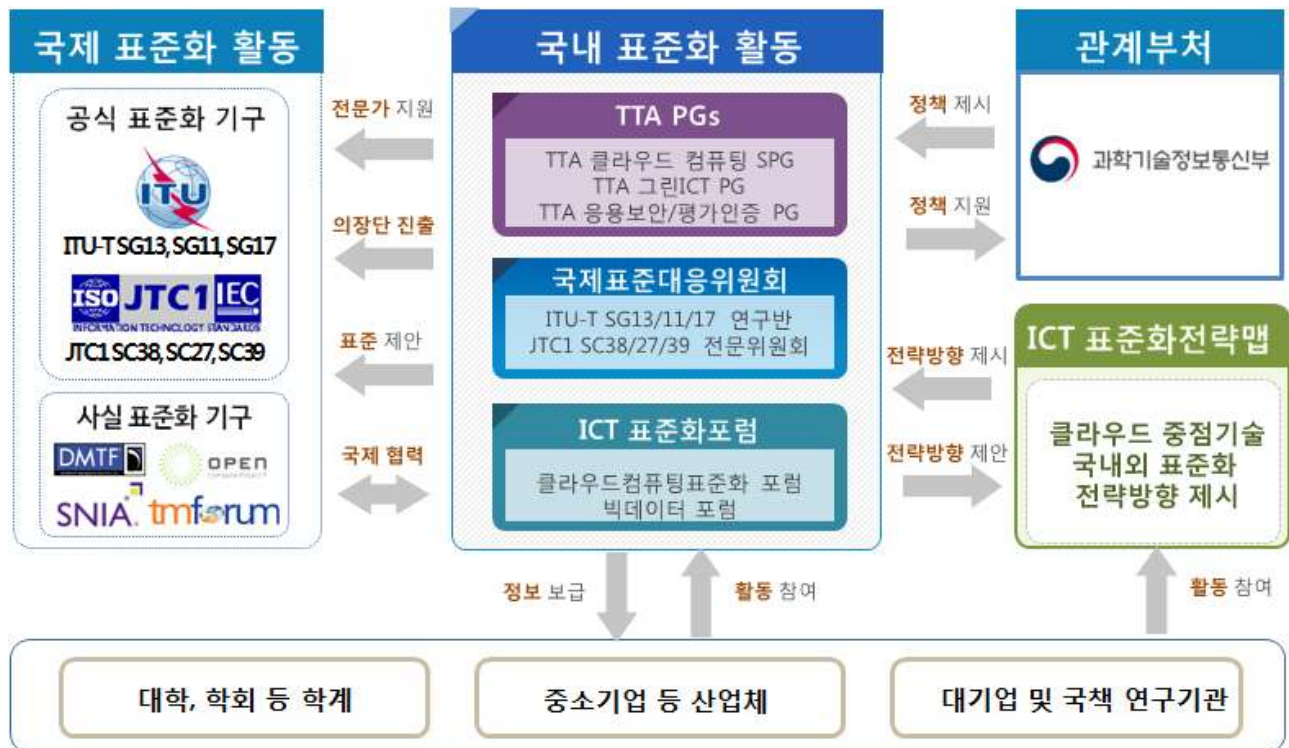 국제 표준화 활동
공식 표준화 기구
ITU
ITU-T SG13, SG11, SG17
ISO JTC1 IEC
INFORMATION TECHNOLOGY STANDARDS
JTC1 SC38, SC27, SC39
사실 표준화 기구
DMTF
OPEN
SNIA.
tmforum
전문가 지원
의장단 진출
표준 제안
국제 협력
국내 표준화 활동
TTA PGs
TTA 클라우드 컴퓨팅 SPG
TTA 그린ICT PG
TTA 응용보안/평가인증 PG
국제표준대응위원회
ITU-T SG13/11/17 연구반
JTC1 SC38/27/39 전문위원회
ICT 표준화포럼
클라우드컴퓨팅표준화 포럼
빅데이터 포럼
정책 제시
정책 지원
전략방향 제시
전략방향 제안
관계부처
과학기술정보통신부
ICT 표준화전략맵
클라우드 중점기술
국내외 표준화
전략방향 제시
정보 보급
활동 참여
활동 참여
대학, 학회 등 학계
중소기업 등 산업체
대기업 및 국책 연구기관